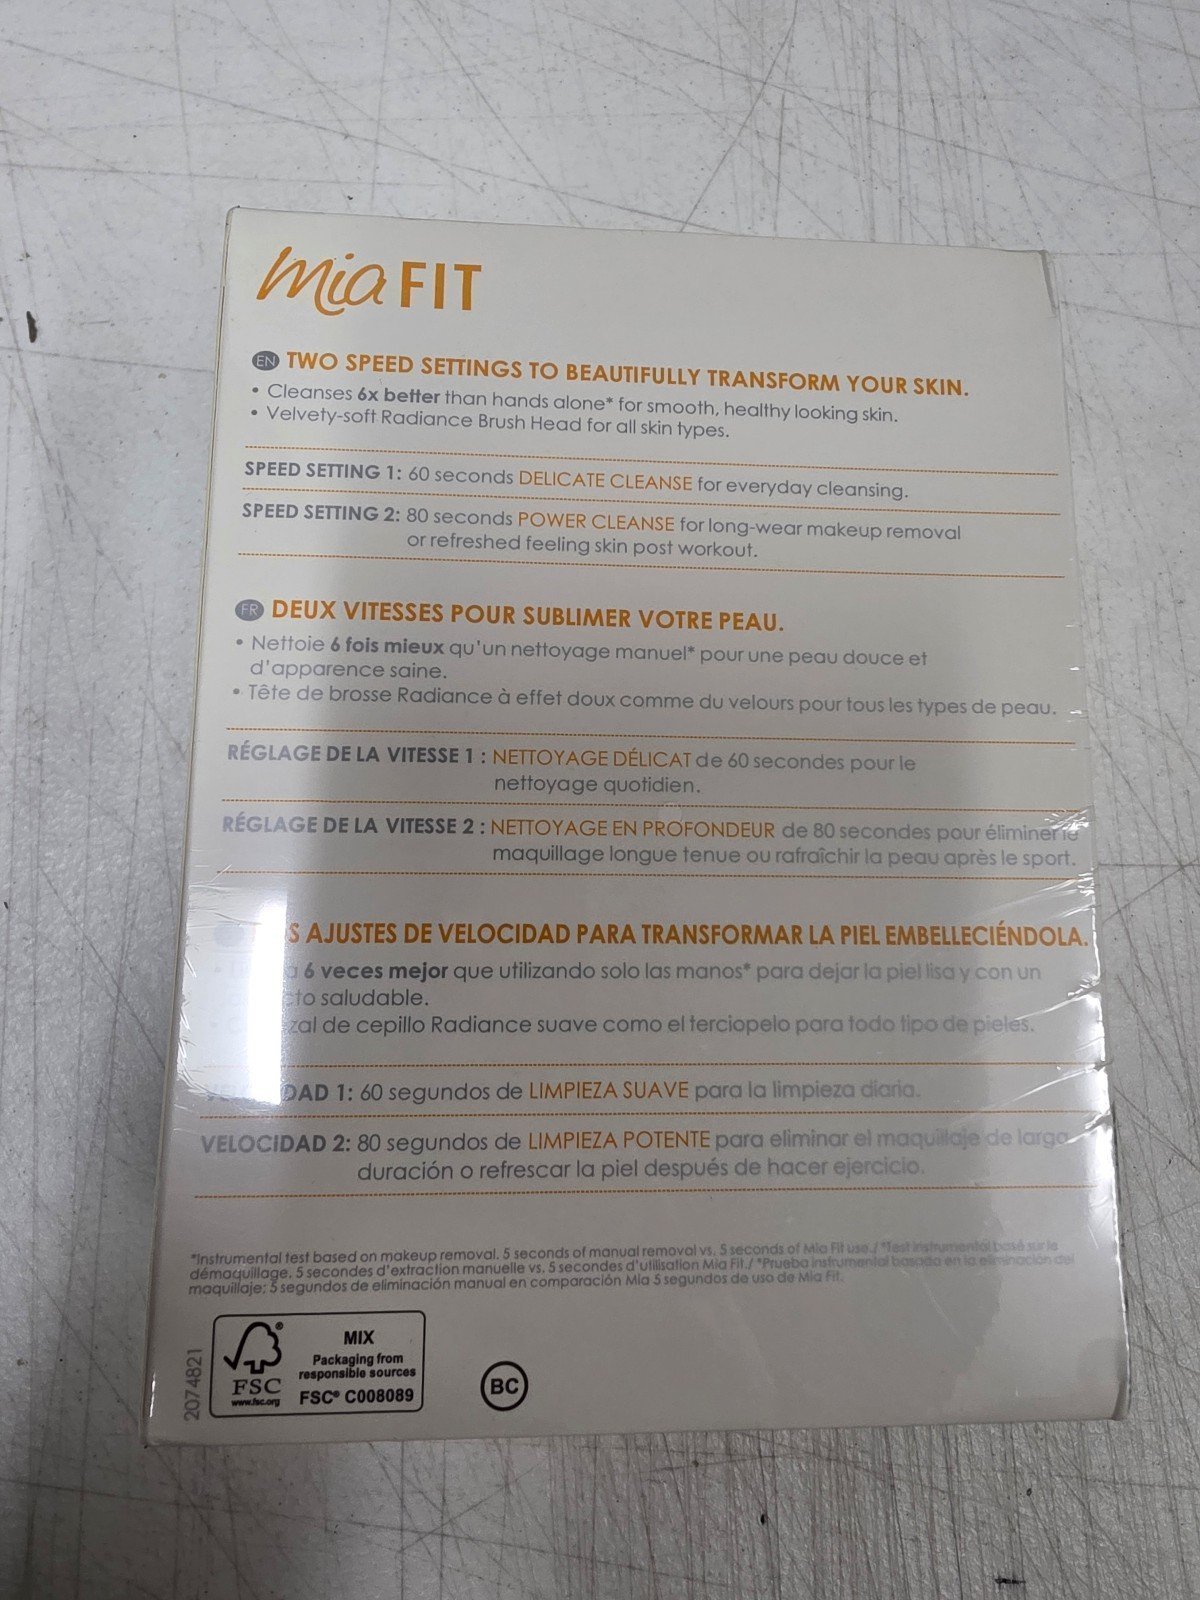 mia FIT
EN TWO SPEED SETTINGS TO BEAUTIFULLY TRANSFORM YOUR SKIN.
• Cleanses 6x better than hands alone* for smooth, healthy looking skin.
• Velvety-soft Radiance Brush Head for all skin types.
SPEED SETTING 1: 60 seconds DELICATE CLEANSE for everyday cleansing.
SPEED SETTING 2: 80 seconds POWER CLEANSE for long-wear makeup removal
or refreshed feeling skin post workout.
FR DEUX VITESSES POUR SUBLIMER VOTRE PEAU.
• Nettoie 6 fois mieux qu'un nettoyage manuel* pour une peau douce et
d'apparence saine.
• Tête de brosse Radiance à effet doux comme du velours pour tous les types de peau.
RÉGLAGE DE LA VITESSE 1 : NETTOYAGE DÉLICAT de 60 secondes pour le
nettoyage quotidien.
RÉGLAGE DE LA VITESSE 2 : NETTOYAGE EN PROFONDEUR de 80 secondes pour éliminer le
maquillage longue tenue ou rafraîchir la peau après le sport.
AJUSTES DE VELOCIDAD PARA TRANSFORMAR LA PIEL EMBELLECIÉNDOLA.
6 veces mejor que utilizando solo las manos* para dejar la piel lisa y con un
saludable.
de cepillo Radiance suave como el terciopelo para todo tipo de pieles.
VELOCIDAD 1: 60 segundos de LIMPIEZA SUAVE para la limpieza diaria.
VELOCIDAD 2: 80 segundos de LIMPIEZA POTENTE para eliminar el maquillaje de larga
duración o refrescar la piel después de hacer ejercicio.
*Instrumental test based on makeup removal. 5 seconds of manual removal vs. 5 seconds of Mia Fit use./ *Test instrumental basé sur le
démaquillage. 5 secondes d'extraction manuelle vs. 5 secondes d'utilisation Mia Fit./ *Prueba instrumental basada en la eliminación del
maquillaje: 5 segundos de eliminación manual en comparación Mia 5 segundos de uso de Mia Fit.
2074821
FSC®
www.fsc.org
MIX
Packaging from
responsible sources
FSC® C008089
BC